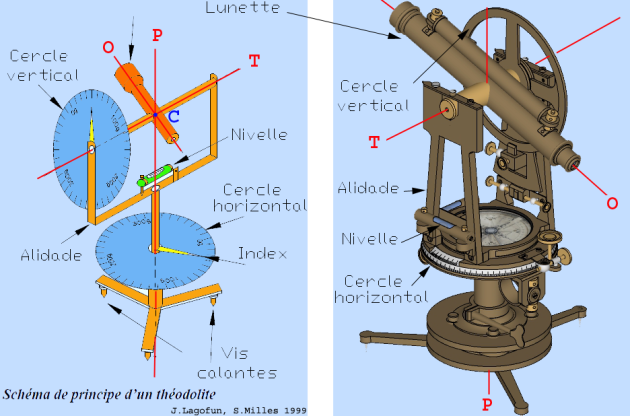 Lunette
Cercle
vertical
O
P
T
C
Nivelle
Cercle
horizontal
Alidade
Index
Vis
calantes
Schéma de principe d'un théodolite
J.Lagofun, S.Milles 1999
Cercle
vertical
T
Alidade
O
Nivelle
Cercle
horizontal
P